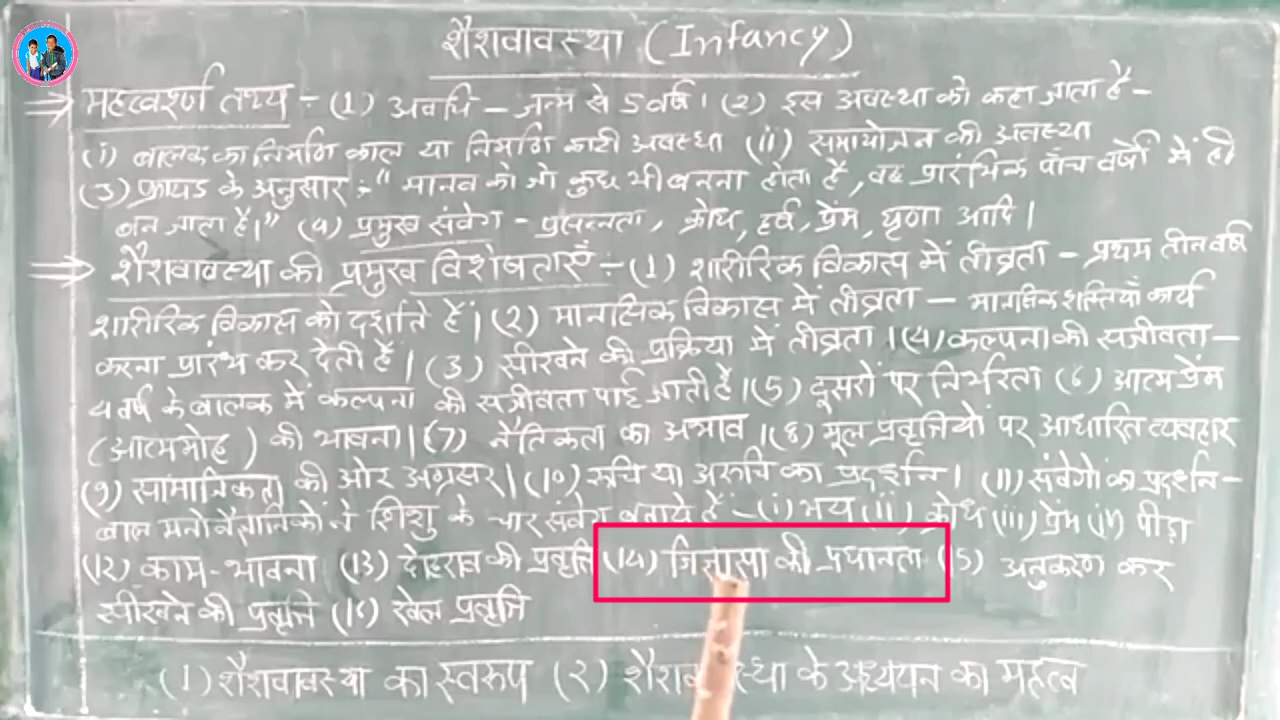 शैशवावस्था (Infancy)
⇒ महत्वपूर्ण तथ्य :- (1) अवधि - जन्म से 5 वर्ष। (2) इस अवस्था को कहा जाता है -
(i) बालक का निर्माण काल या निर्माण कारी अवस्था (ii) समायोजन की अवस्था
(3) फ्रायड के अनुसार :- " मानव को जो कुछ भी बनना होता है, वह प्रारंभिक पाँच वर्षों में ही
बन जाता है।" (4) प्रमुख संवेग - प्रसन्नता, क्रोध, हर्ष, प्रेम, घृणा आदि।
⇒ शैशवावस्था की प्रमुख विशेषताएँ :- (1) शारीरिक विकास में तीव्रता - प्रथम तीन वर्ष
शारीरिक विकास को दर्शाते हैं। (2) मानसिक विकास में तीव्रता - मानसिक शक्तियाँ कार्य
करना प्रारंभ कर देती हैं। (3) सीखने की प्रक्रिया में तीव्रता। (4) कल्पना की सजीवता -
4 वर्ष के बालक में कल्पना की सजीवता पाई जाती है। (5) दूसरों पर निर्भरता (6) आत्म प्रेम
(आत्ममोह) की भावना। (7) नैतिकता का अभाव। (8) मूल प्रवृत्तियों पर आधारित व्यवहार
(9) सामाजिकता की ओर अग्रसर। (10) रूचि या अरूचि का प्रदर्शन। (11) संवेगों का प्रदर्शन -
बाल मनोवैज्ञानिकों ने शिशु के चार संवेग बताये हैं - (i) भय (ii) क्रोध (iii) प्रेम (iv) पीड़ा
(12) काम-भावना (13) दोहराव की प्रवृत्ति (14) जिज्ञासा की प्रधानता (15) अनुकरण कर
सीखने की प्रवृत्ति (16) खेल प्रवृत्ति
(1) शैशवावस्था का स्वरूप (2) शैशवावस्था के अध्ययन का महत्व